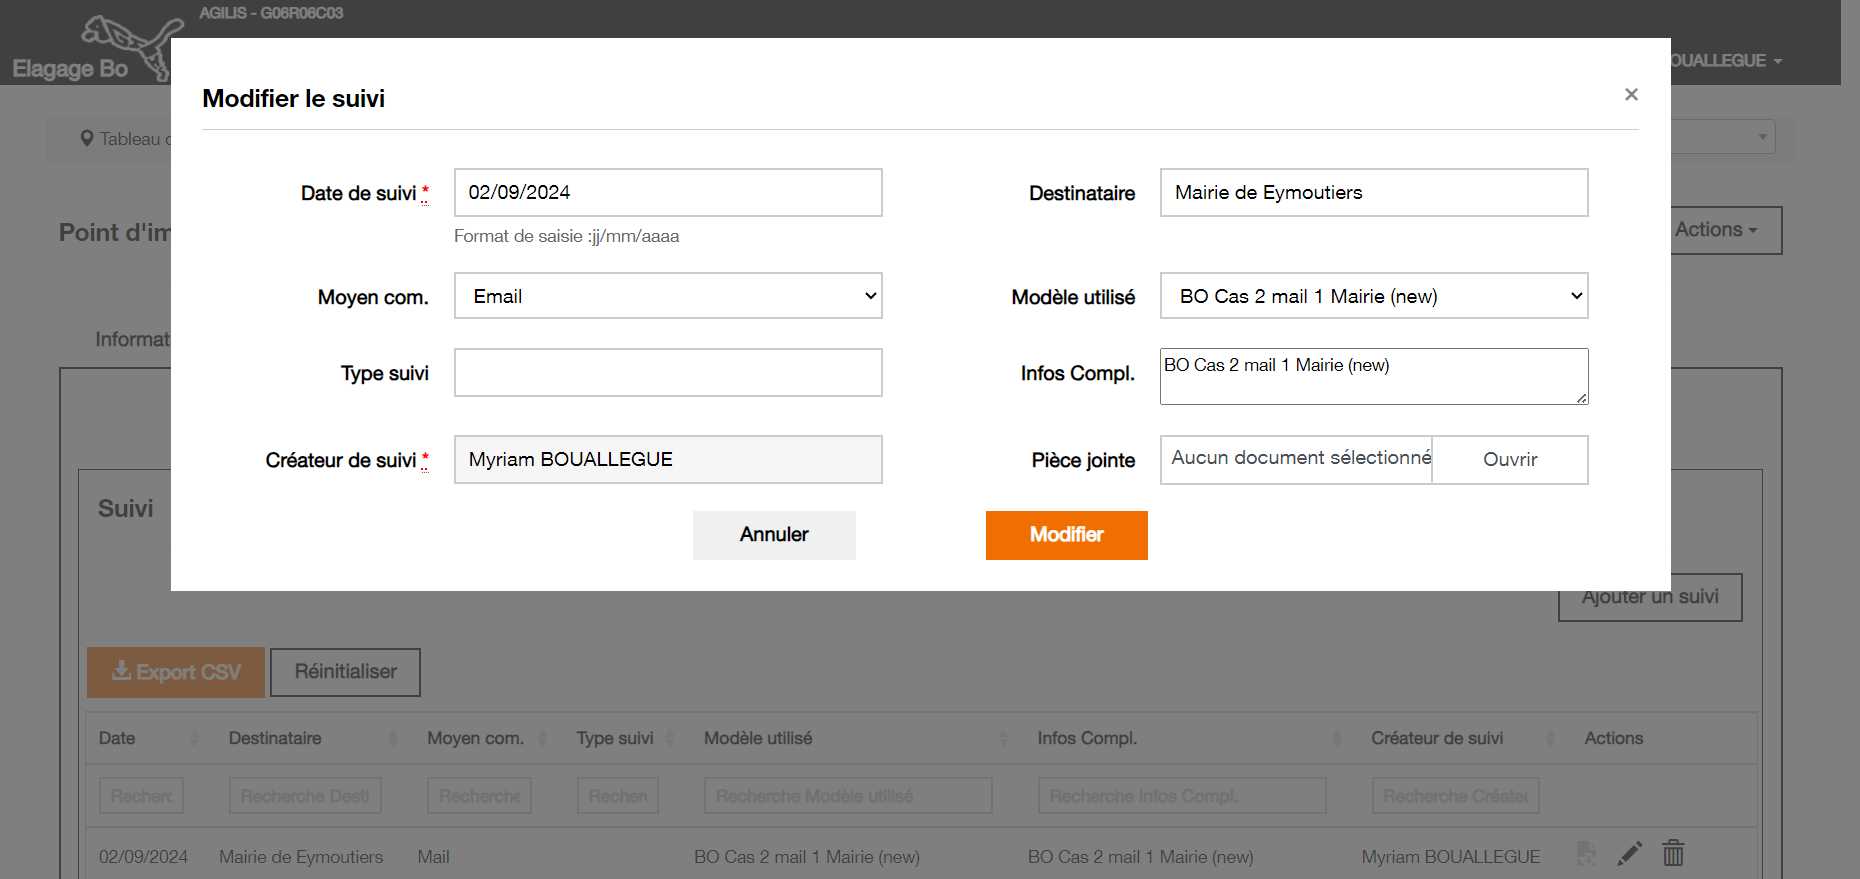 AGILIS - G06R06C03
Elagage Bo
OUALLEGUE
Modifier le suivi
×
Tableau
Date de suivi *
02/09/2024
Destinataire
Mairie de Eymoutiers
Format de saisie :jj/mm/aaaa
Point d'im
Actions
Moyen com.
Email
Modèle utilisé
BO Cas 2 mail 1 Mairie (new)
Informat
Type suivi
Infos Compl.
BO Cas 2 mail 1 Mairie (new)
Créateur de suivi *
Myriam BOUALLEGUE
Pièce jointe
Aucun document sélectionné
Ouvrir
Suivi
Annuler
Modifier
Ajouter un suivi
Export CSV
Réinitialiser
Date Destinataire Moyen com. Type suivi Modèle utilisé Infos Compl. Créateur de suivi Actions
Recherc Recherche Desti Recherche Recher Recherche Modèle utilisé Recherche Infos Compl. Recherche Créate
02/09/2024 Mairie de Eymoutiers Mail BO Cas 2 mail 1 Mairie (new) BO Cas 2 mail 1 Mairie (new) Myriam BOUALLEGUE